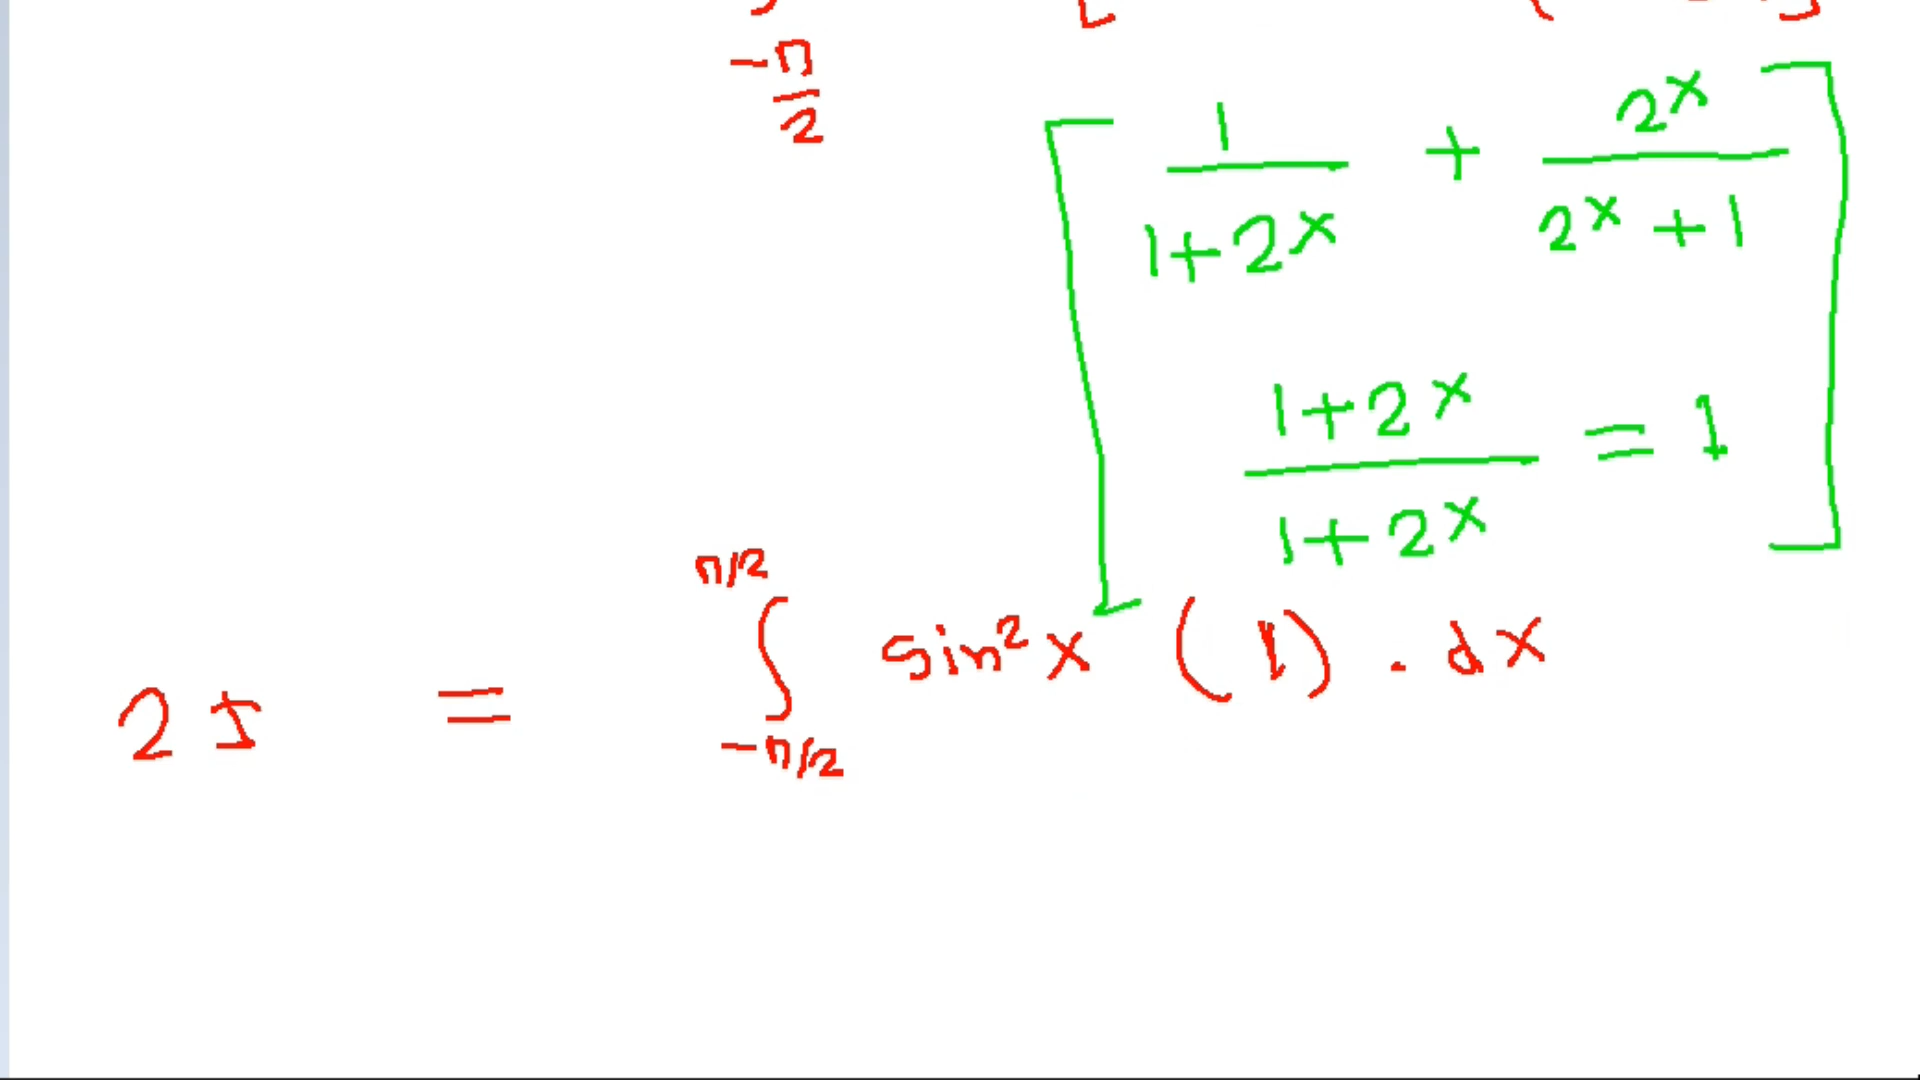 -π/2
1/(1+2^x) + 2^x/(2^x+1)
(1+2^x)/(1+2^x) = 1
2I = ∫_{-π/2}^{π/2} sin²x (1) . dx